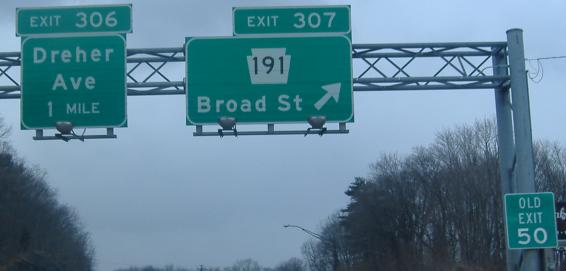 EXIT 306
Dreher
Ave
1 MILE
EXIT 307
191
Broad St
OLD
EXIT
50